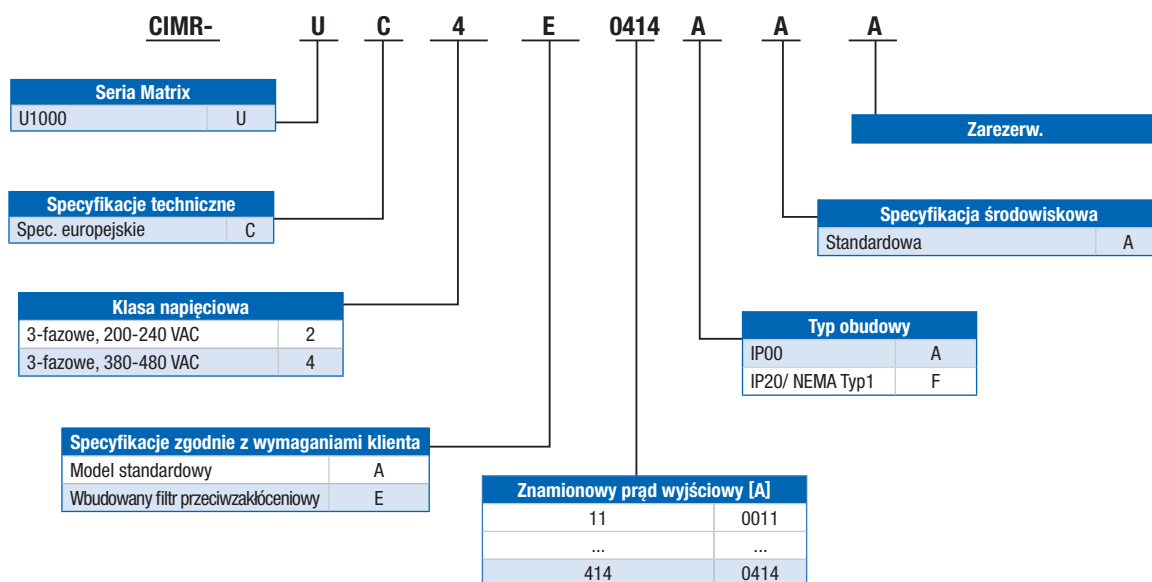 CIMR- U C 4 E 0414 A A A
Seria Matrix
U1000 U
Zarezerw.
Specyfikacje techniczne
Spec. europejskie C
Specyfikacja środowiskowa
Standardowa A
Klasa napięciowa
3-fazowe, 200-240 VAC 2
3-fazowe, 380-480 VAC 4
Typ obudowy
IP00 A
IP20/ NEMA Typ1 F
Specyfikacje zgodnie z wymaganiami klienta
Model standardowy A
Wbudowany filtr przeciwzakłóceniowy E
Znamionowy prąd wyjściowy [A]
11 0011
... ...
414 0414